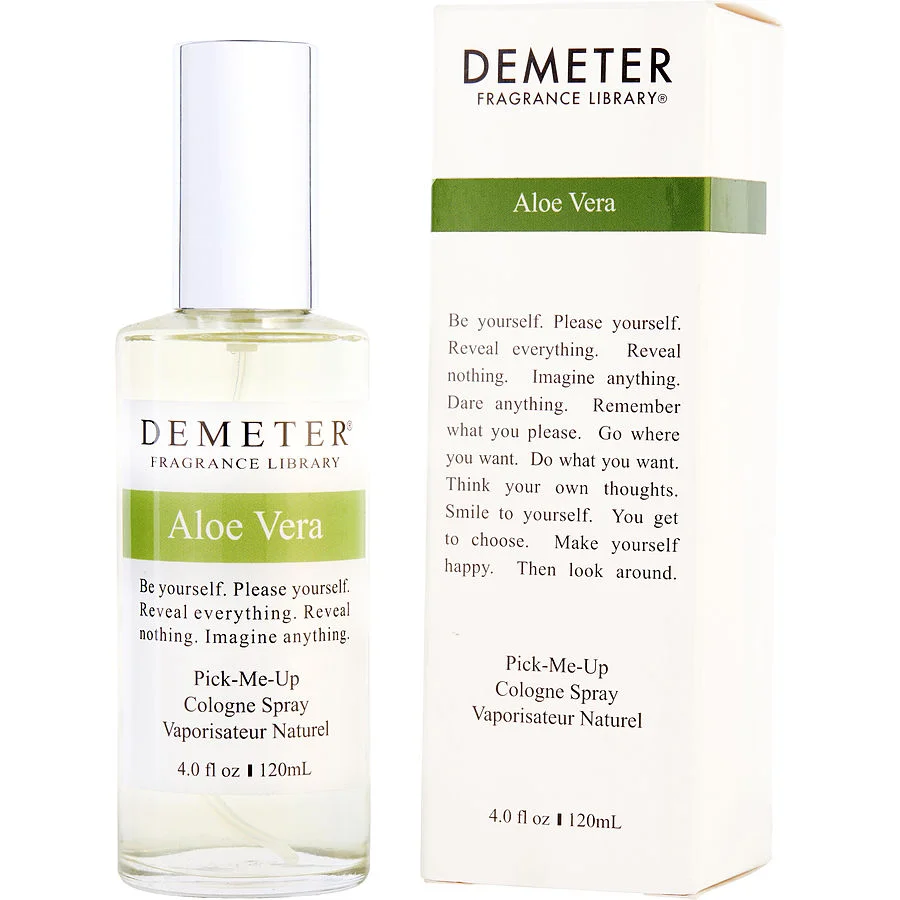 DEMETER®
FRAGRANCE LIBRARY
Aloe Vera
Be yourself. Please yourself.
Reveal everything. Reveal
nothing. Imagine anything.
Pick-Me-Up
Cologne Spray
Vaporisateur Naturel
4.0 fl oz ▮ 120mL
DEMETER
FRAGRANCE LIBRARY®
Aloe Vera
Be yourself. Please yourself.
Reveal everything. Reveal
nothing. Imagine anything.
Dare anything. Remember
what you please. Go where
you want. Do what you want.
Think your own thoughts.
Smile to yourself. You get
to choose. Make yourself
happy. Then look around.
Pick-Me-Up
Cologne Spray
Vaporisateur Naturel
4.0 fl oz ▮ 120mL